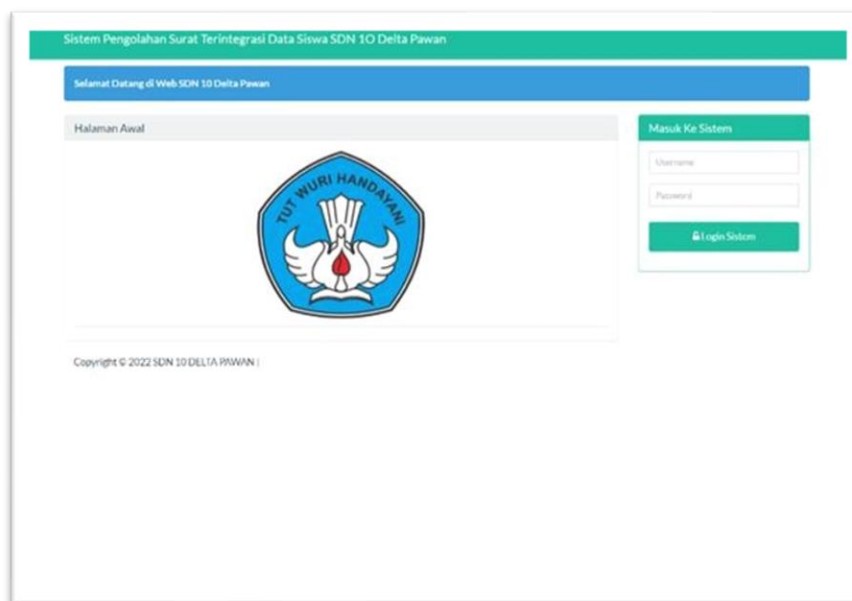 Sistem Pengolahan Surat Terintegrasi Data Siswa SDN 1O Delta Pawan
Selamat Datang di Web SDN 10 Delta Pawan
Halaman Awal
TUT WURI HANDAYANI
Masuk Ke Sistem
Username
Password
Login Sistem
Copyright © 2022 SDN 10 DELTA PAWAN |